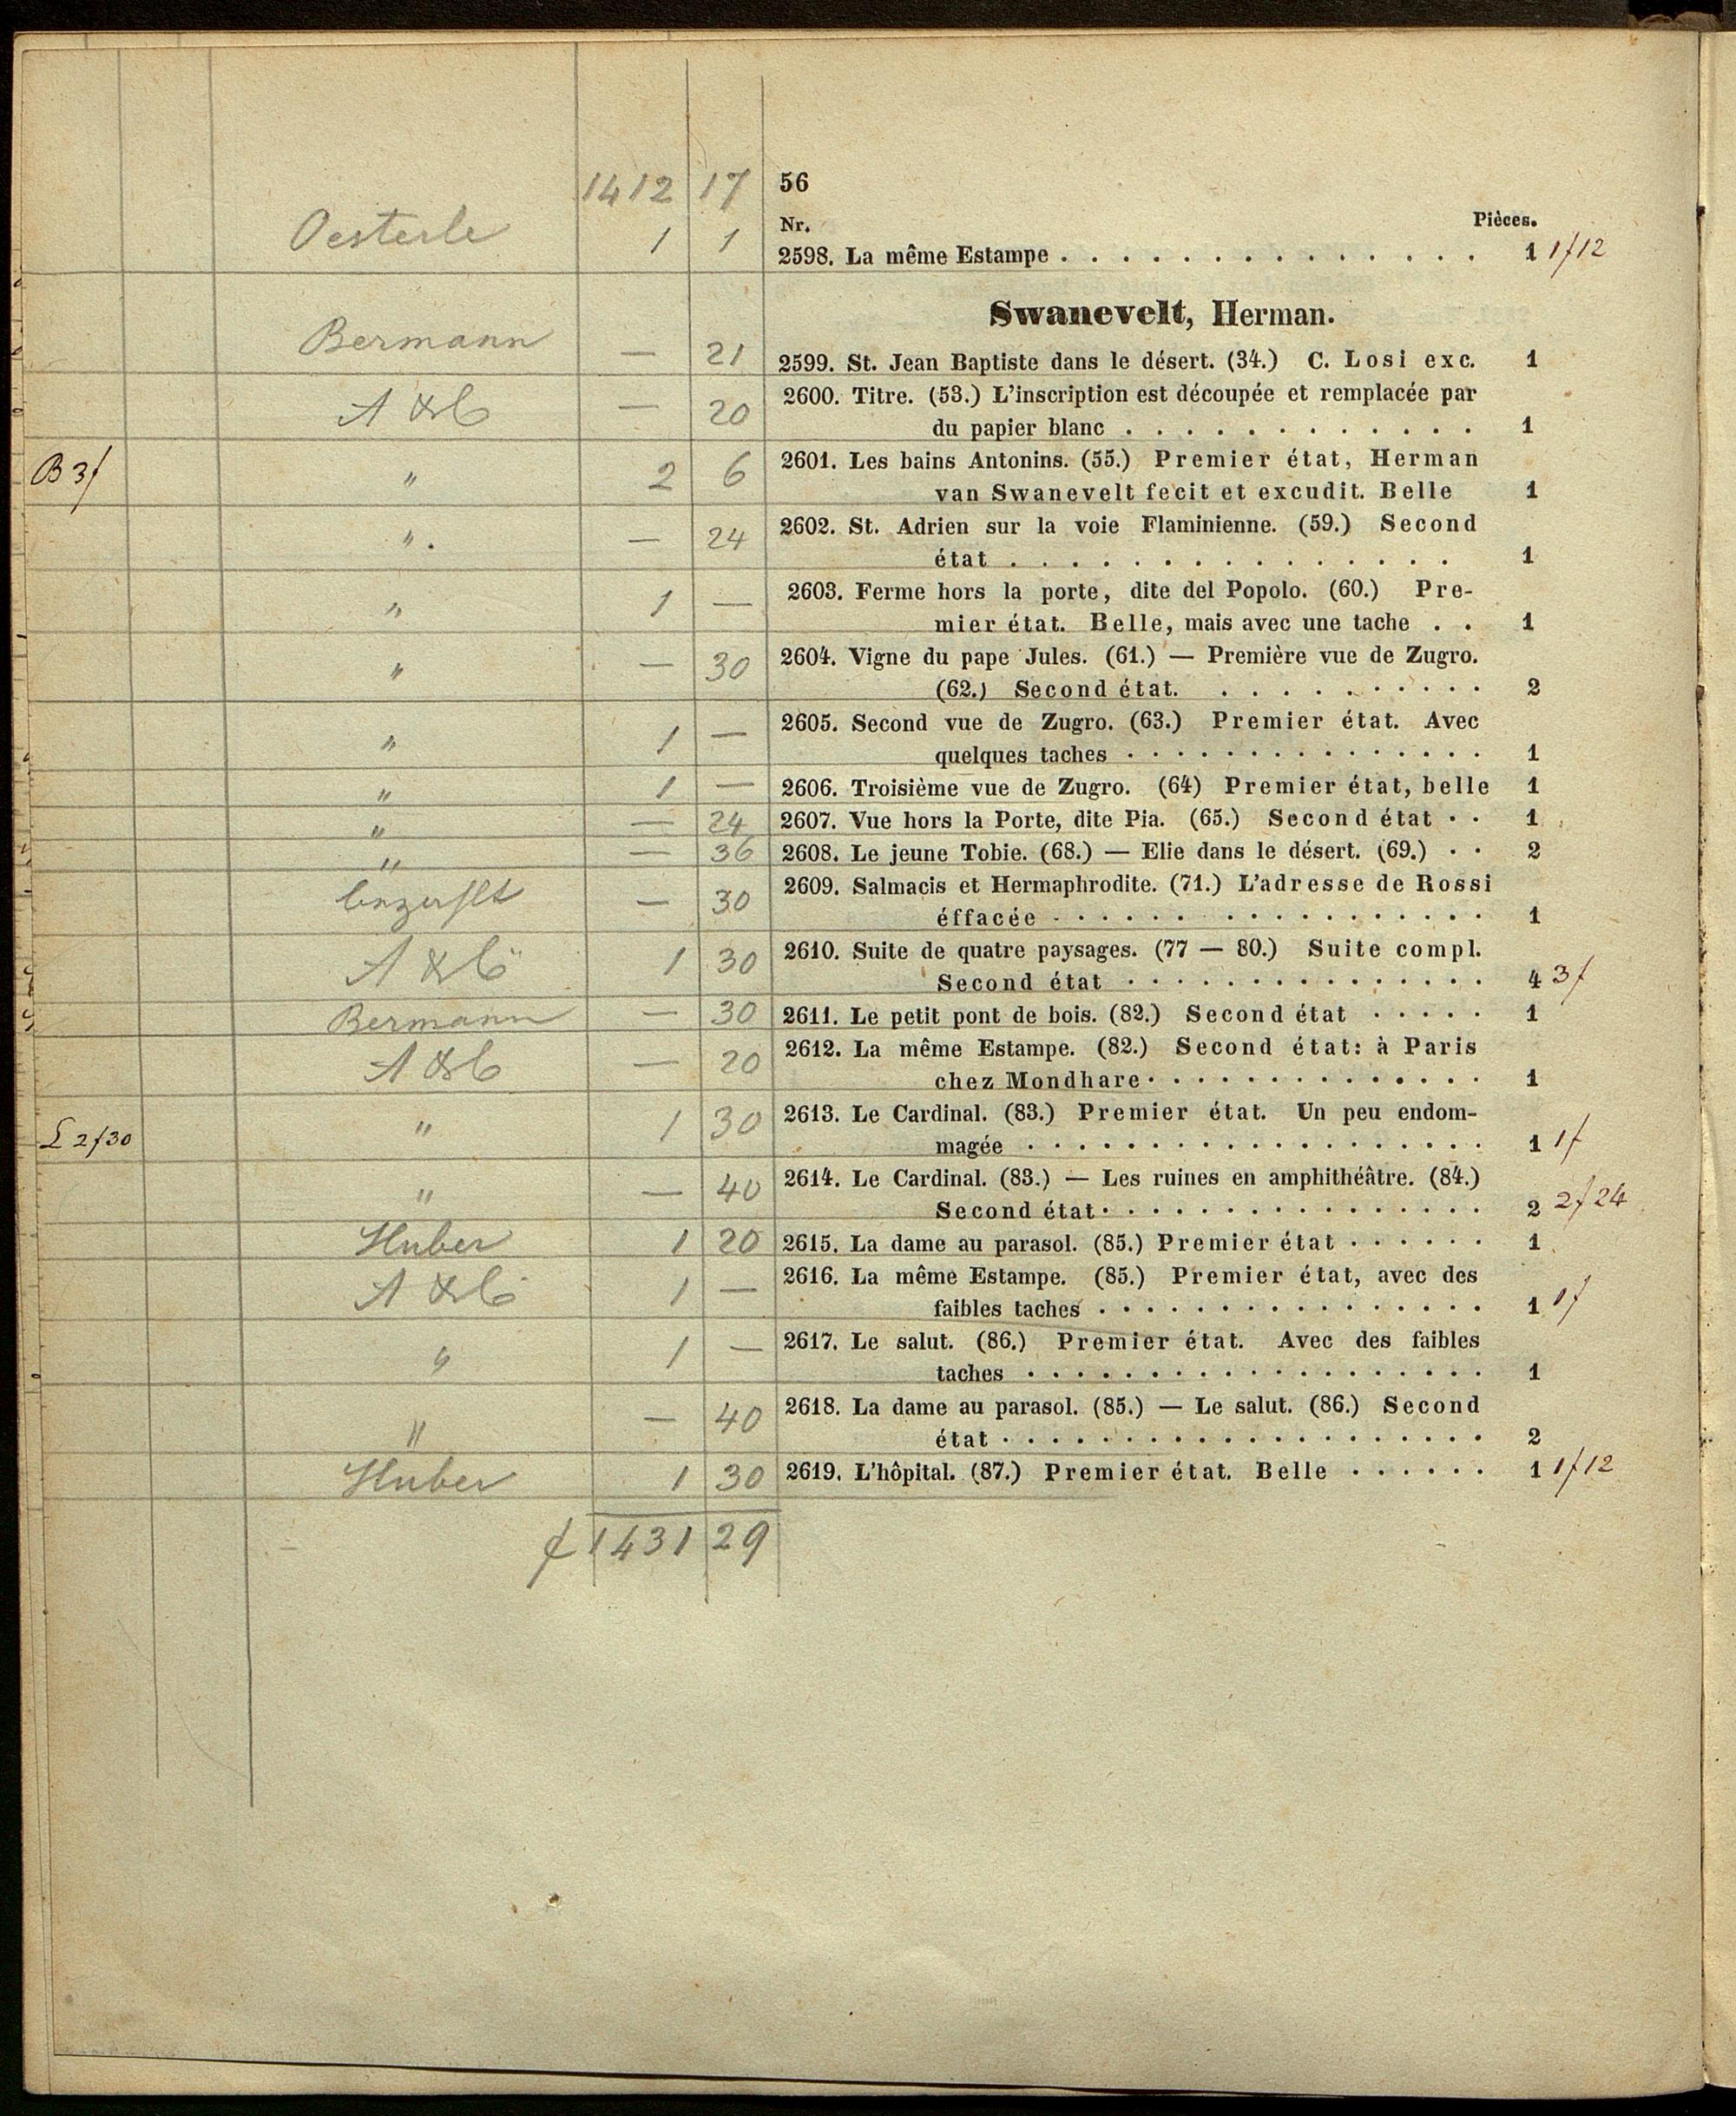 1412 17 56
Nr. Pièces.
Oesterle 1 1 2598. La même Estampe . . . . . . . . . . . . . . 1 1f12
Swanevelt, Herman.
Bermann — 21 2599. St. Jean Baptiste dans le désert. (34.) C. Losi exc. 1
A & C — 20 2600. Titre. (53.) L'inscription est découpée et remplacée par
du papier blanc . . . . . . . . . . . . 1
B 3f " 2 6 2601. Les bains Antonins. (55.) Premier état, Herman
van Swanevelt fecit et excudit. Belle 1
" — 24 2602. St. Adrien sur la voie Flaminienne. (59.) Second
état . . . . . . . . . . . . . . . 1
" 1 — 2603. Ferme hors la porte, dite del Popolo. (60.) Pre-
mier état. Belle, mais avec une tache . . 1
" — 30 2604. Vigne du pape Jules. (61.) — Première vue de Zugro.
(62.) Second état. . . . . . . . . . . 2
" 1 — 2605. Second vue de Zugro. (63.) Premier état. Avec
quelques taches . . . . . . . . . . . . . . . 1
" 1 — 2606. Troisième vue de Zugro. (64) Premier état, belle 1
" — 24 2607. Vue hors la Porte, dite Pia. (65.) Second état . . 1
" — 36 2608. Le jeune Tobie. (68.) — Elie dans le désert. (69.) . . 2
— 30 2609. Salmacis et Hermaphrodite. (71.) L'adresse de Rossi
éffacée . . . . . . . . . . . . . . . . . 1
A & C 1 30 2610. Suite de quatre paysages. (77 — 80.) Suite compl.
Second état . . . . . . . . . . . . . . . 4 3f
Bermann — 30 2611. Le petit pont de bois. (82.) Second état . . . . . 1
A & C — 20 2612. La même Estampe. (82.) Second état: à Paris
chez Mondhare . . . . . . . . . . . . . . 1
L 2f30 " 1 30 2613. Le Cardinal. (83.) Premier état. Un peu endom-
magée . . . . . . . . . . . . . . . . . . . 1 1f
" — 40 2614. Le Cardinal. (83.) — Les ruines en amphithéâtre. (84.)
Second état . . . . . . . . . . . . . . . . 2 2f24
Huber 1 20 2615. La dame au parasol. (85.) Premier état . . . . . . 1
A & C 1 — 2616. La même Estampe. (85.) Premier état, avec des
faibles taches . . . . . . . . . . . . . . . . 1 1f
" 1 — 2617. Le salut. (86.) Premier état. Avec des faibles
taches . . . . . . . . . . . . . . . . . . . 1
" — 40 2618. La dame au parasol. (85.) — Le salut. (86.) Second
état . . . . . . . . . . . . . . . . . . . . 2
Huber 1 30 2619. L'hôpital. (87.) Premier état. Belle . . . . . . 1 1f12
f 1431 29